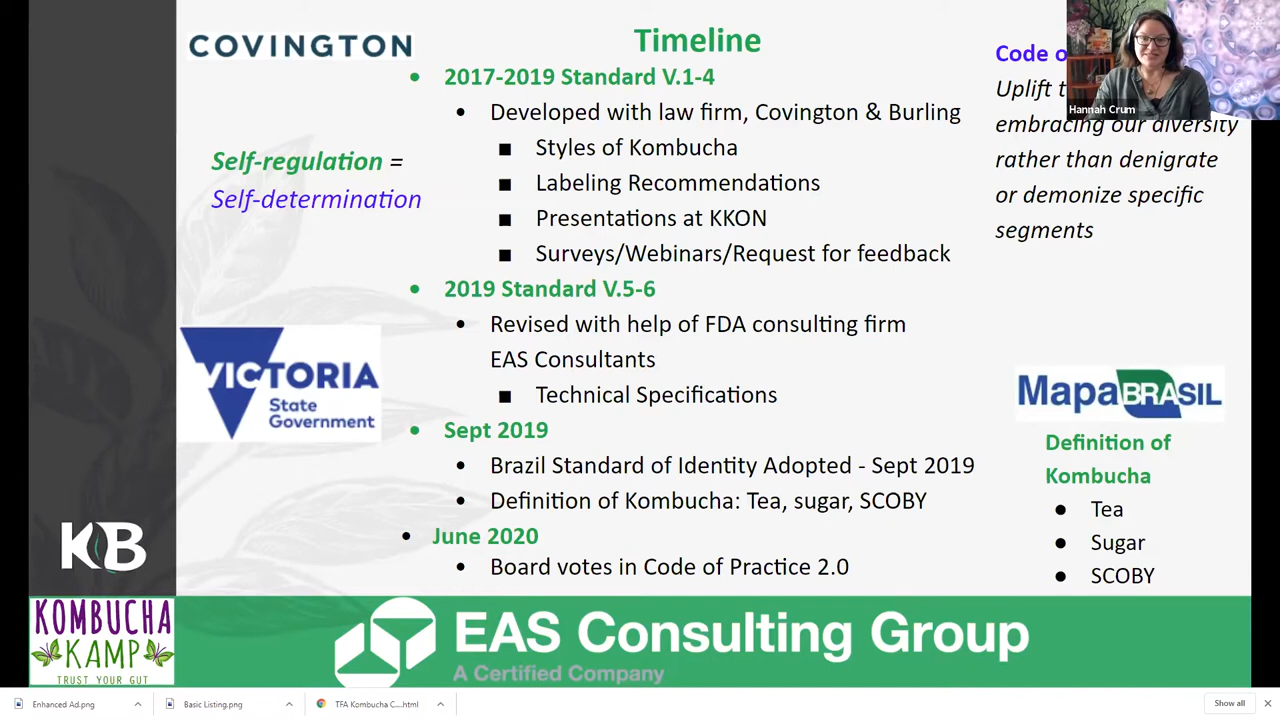 COVINGTON
Self-regulation =
Self-determination
VICTORIA
State
Government
KB
KOMBUCHA
KAMP
TRUST YOUR GUT
Timeline
2017-2019 Standard V.1-4
Developed with law firm, Covington & Burling
Styles of Kombucha
Labeling Recommendations
Presentations at KKON
Surveys/Webinars/Request for feedback
2019 Standard V.5-6
Revised with help of FDA consulting firm
EAS Consultants
Technical Specifications
Sept 2019
Brazil Standard of Identity Adopted - Sept 2019
Definition of Kombucha: Tea, sugar, SCOBY
June 2020
Board votes in Code of Practice 2.0
Code
Hannah Crum
Uplift
embracing our diversity
rather than denigrate
or demonize specific
segments
MapaBRASIL
Definition of
Kombucha
Tea
Sugar
SCOBY
EAS Consulting Group
A Certified Company
Enhanced Ad.png
Basic Listing.png
TFA Kombucha C....html
Show all